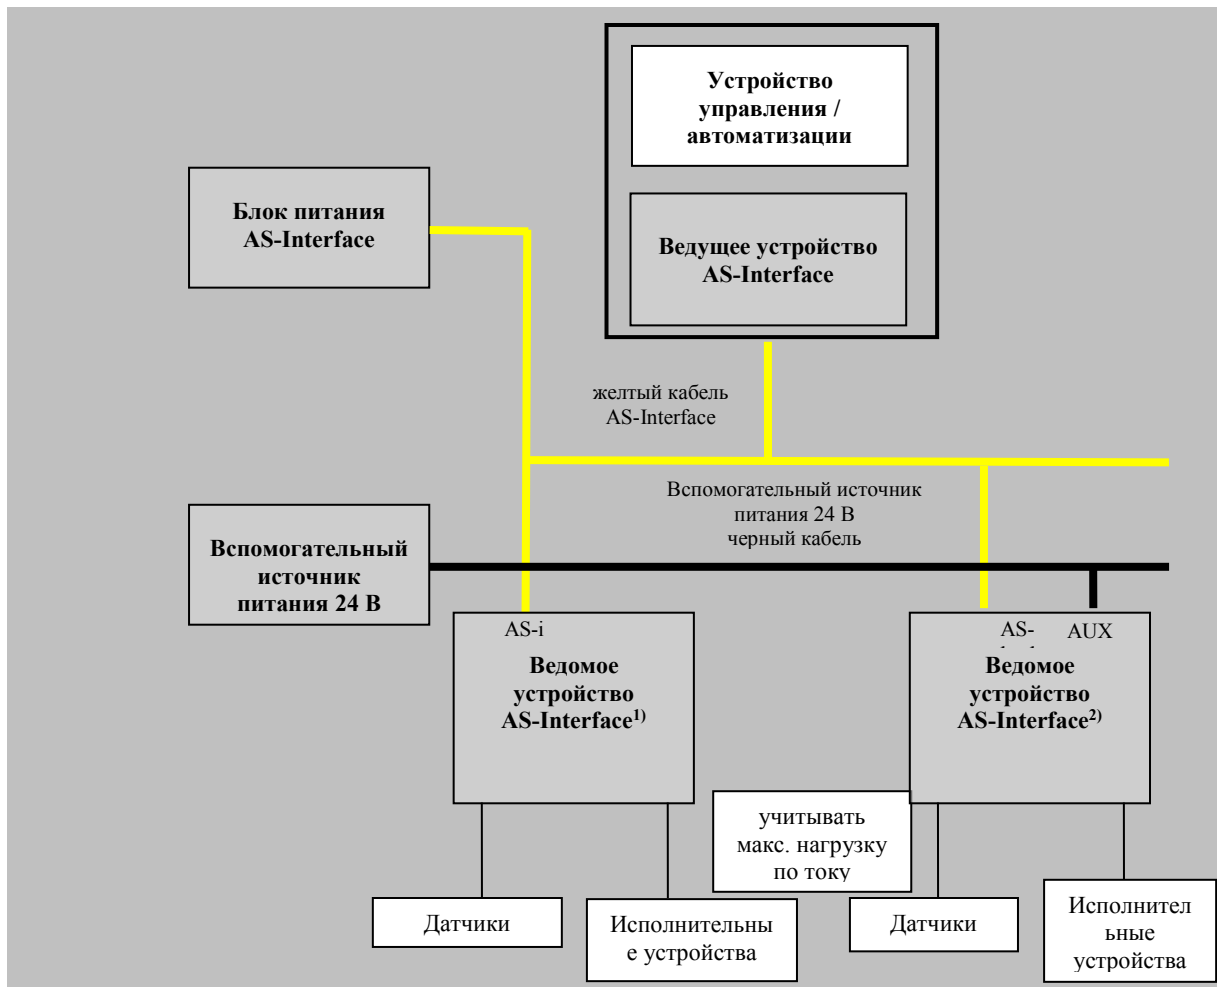 Устройство
управления /
автоматизации
Блок питания
AS-Interface
Ведущее устройство
AS-Interface
желтый кабель
AS-Interface
Вспомогательный источник
питания 24 В
черный кабель
Вспомогательный
источник
питания 24 В
AS-i
Ведомое
устройство
AS-Interface1)
AS-
AUX
Ведомое
устройство
AS-Interface2)
учитывать
макс. нагрузку
по току
Датчики
Исполнительны
е устройства
Датчики
Исполнител
ьные
устройства